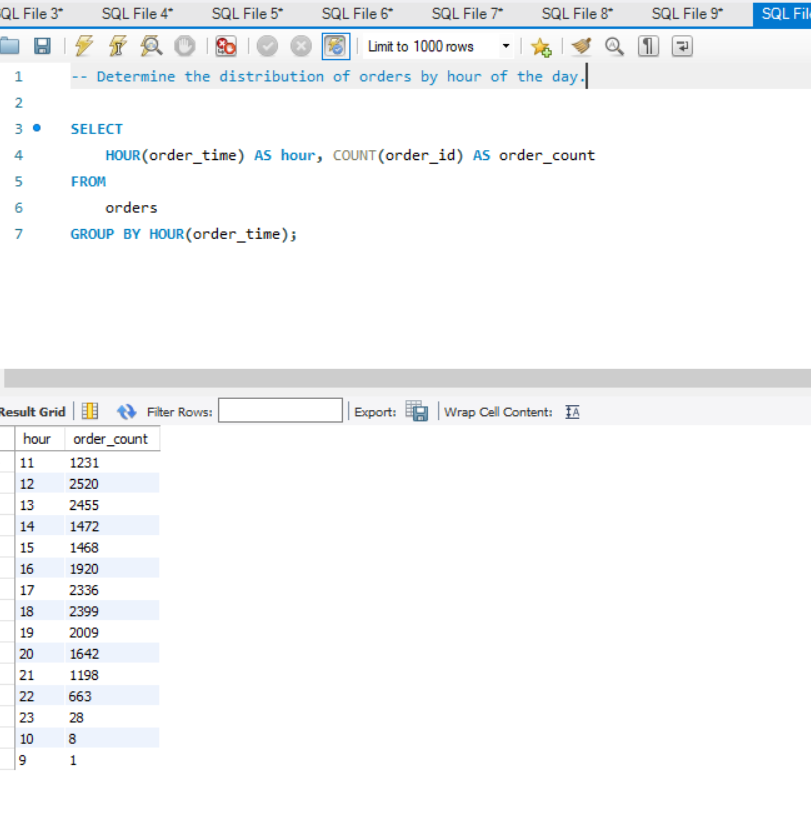 SQL File 3* SQL File 4* SQL File 5* SQL File 6* SQL File 7* SQL File 8* SQL File 9* SQL File
Limit to 1000 rows
1 -- Determine the distribution of orders by hour of the day.
2
3 SELECT
4 HOUR(order_time) AS hour, COUNT(order_id) AS order_count
5 FROM
6 orders
7 GROUP BY HOUR(order_time);
Result Grid Filter Rows: Export: Wrap Cell Content: IA
hour order_count
11 1231
12 2520
13 2455
14 1472
15 1468
16 1920
17 2336
18 2399
19 2009
20 1642
21 1198
22 663
23 28
10 8
9 1